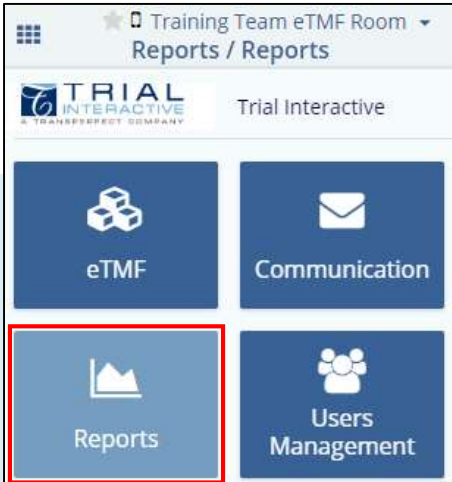 Training Team eTMF Room
Reports / Reports
TRIAL
INTERACTIVE
A TRANSPERFECT COMPANY
Trial Interactive
eTMF
Communication
Reports
Users
Management